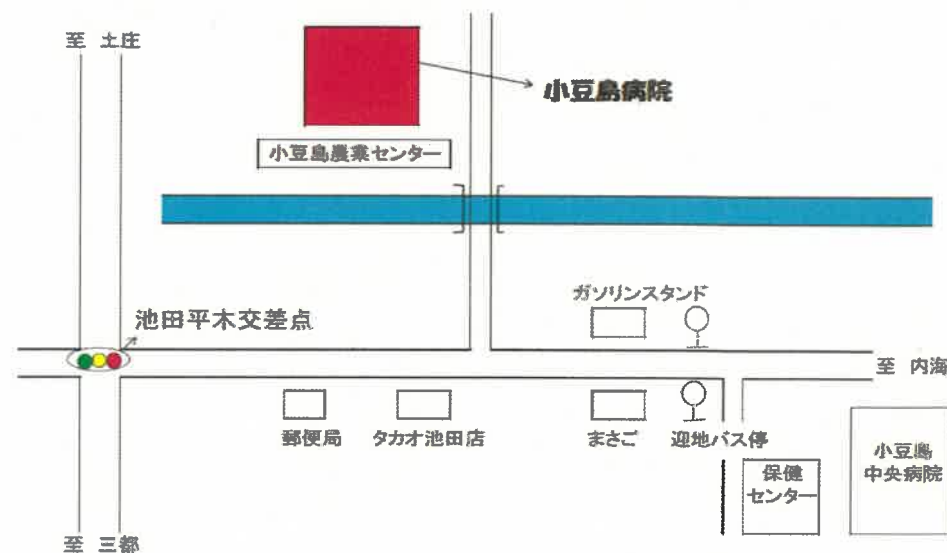 至 土庄
小豆島病院
小豆島農業センター
ガソリンスタンド
池田平木交差点
至 内海
郵便局
タカオ池田店
まさご
迎地バス停
小豆島
中央病院
保健
センター
至 三都